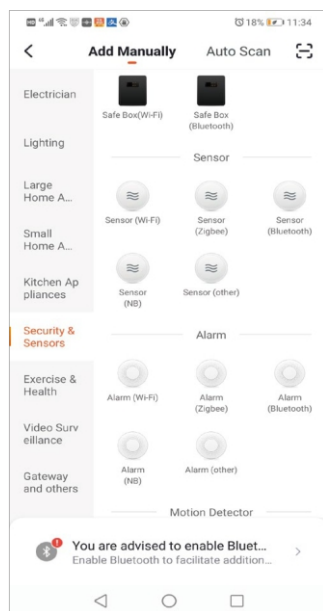 18% 11:34
Add Manually
Auto Scan
Electrician
Lighting
Large
Home A...
Small
Home A...
Kitchen Ap
pliances
Security &
Sensors
Exercise &
Health
Video Surv
eillance
Gateway
and others
Safe Box(Wi-Fi)
Safe Box
(Bluetooth)
Sensor
Sensor (Wi-Fi)
Sensor
(Zigbee)
Sensor
(Bluetooth)
Sensor
(NB)
Sensor (other)
Alarm
Alarm (Wi-Fi)
Alarm
(Zigbee)
Alarm
(Bluetooth)
Alarm
(NB)
Alarm (other)
Motion Detector
You are advised to enable Bluet...
Enable Bluetooth to facilitate addition...